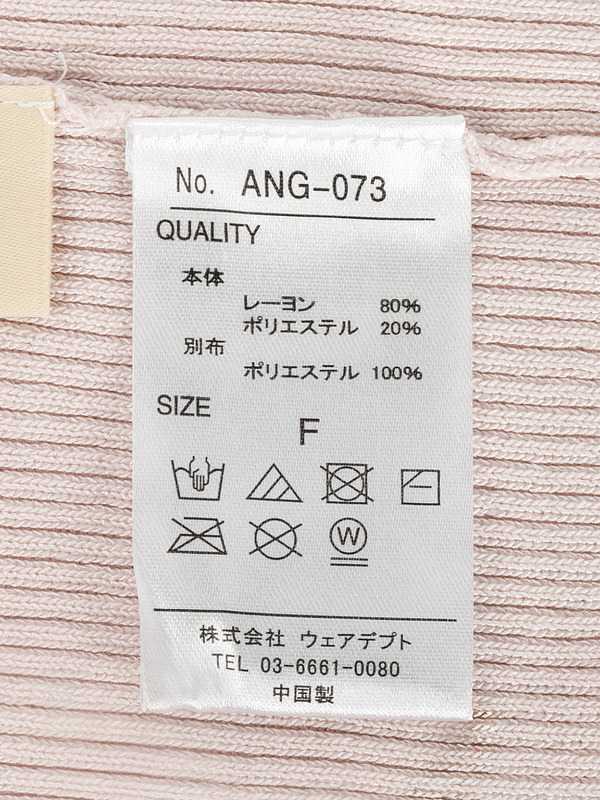 No. ANG-073
QUALITY
本体
レーヨン 80%
ポリエステル 20%
別布
ポリエステル 100%
SIZE
F
W
株式会社 ウェアデプト
TEL 03-6661-0080
中国製